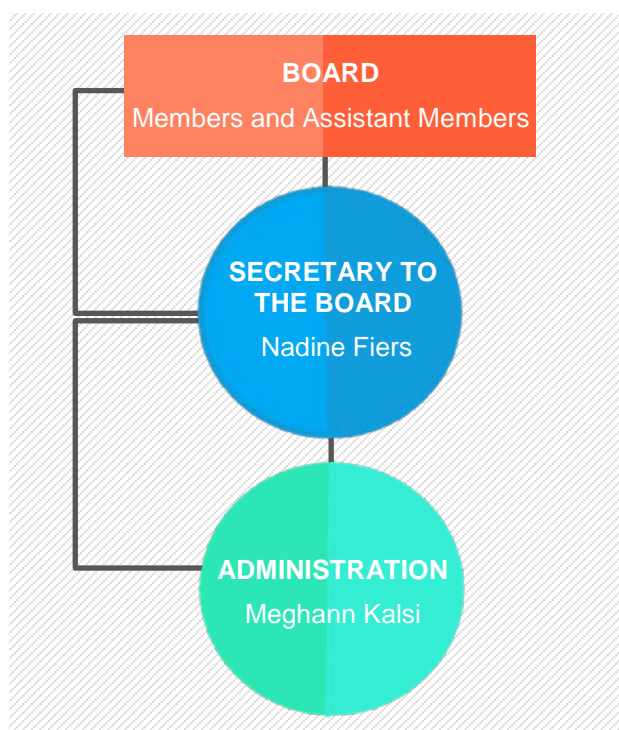 BOARD
Members and Assistant Members
SECRETARY TO
THE BOARD
Nadine Fiers
ADMINISTRATION
Meghann Kalsi